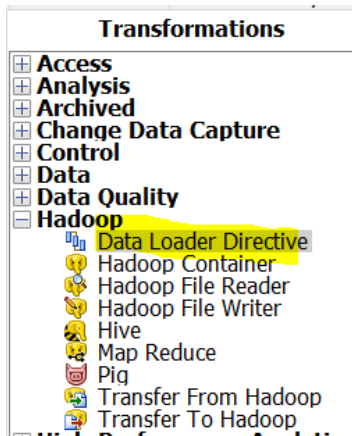 Transformations
Access
Analysis
Archived
Change Data Capture
Control
Data
Data Quality
Hadoop
Data Loader Directive
Hadoop Container
Hadoop File Reader
Hadoop File Writer
Hive
Map Reduce
Pig
Transfer From Hadoop
Transfer To Hadoop